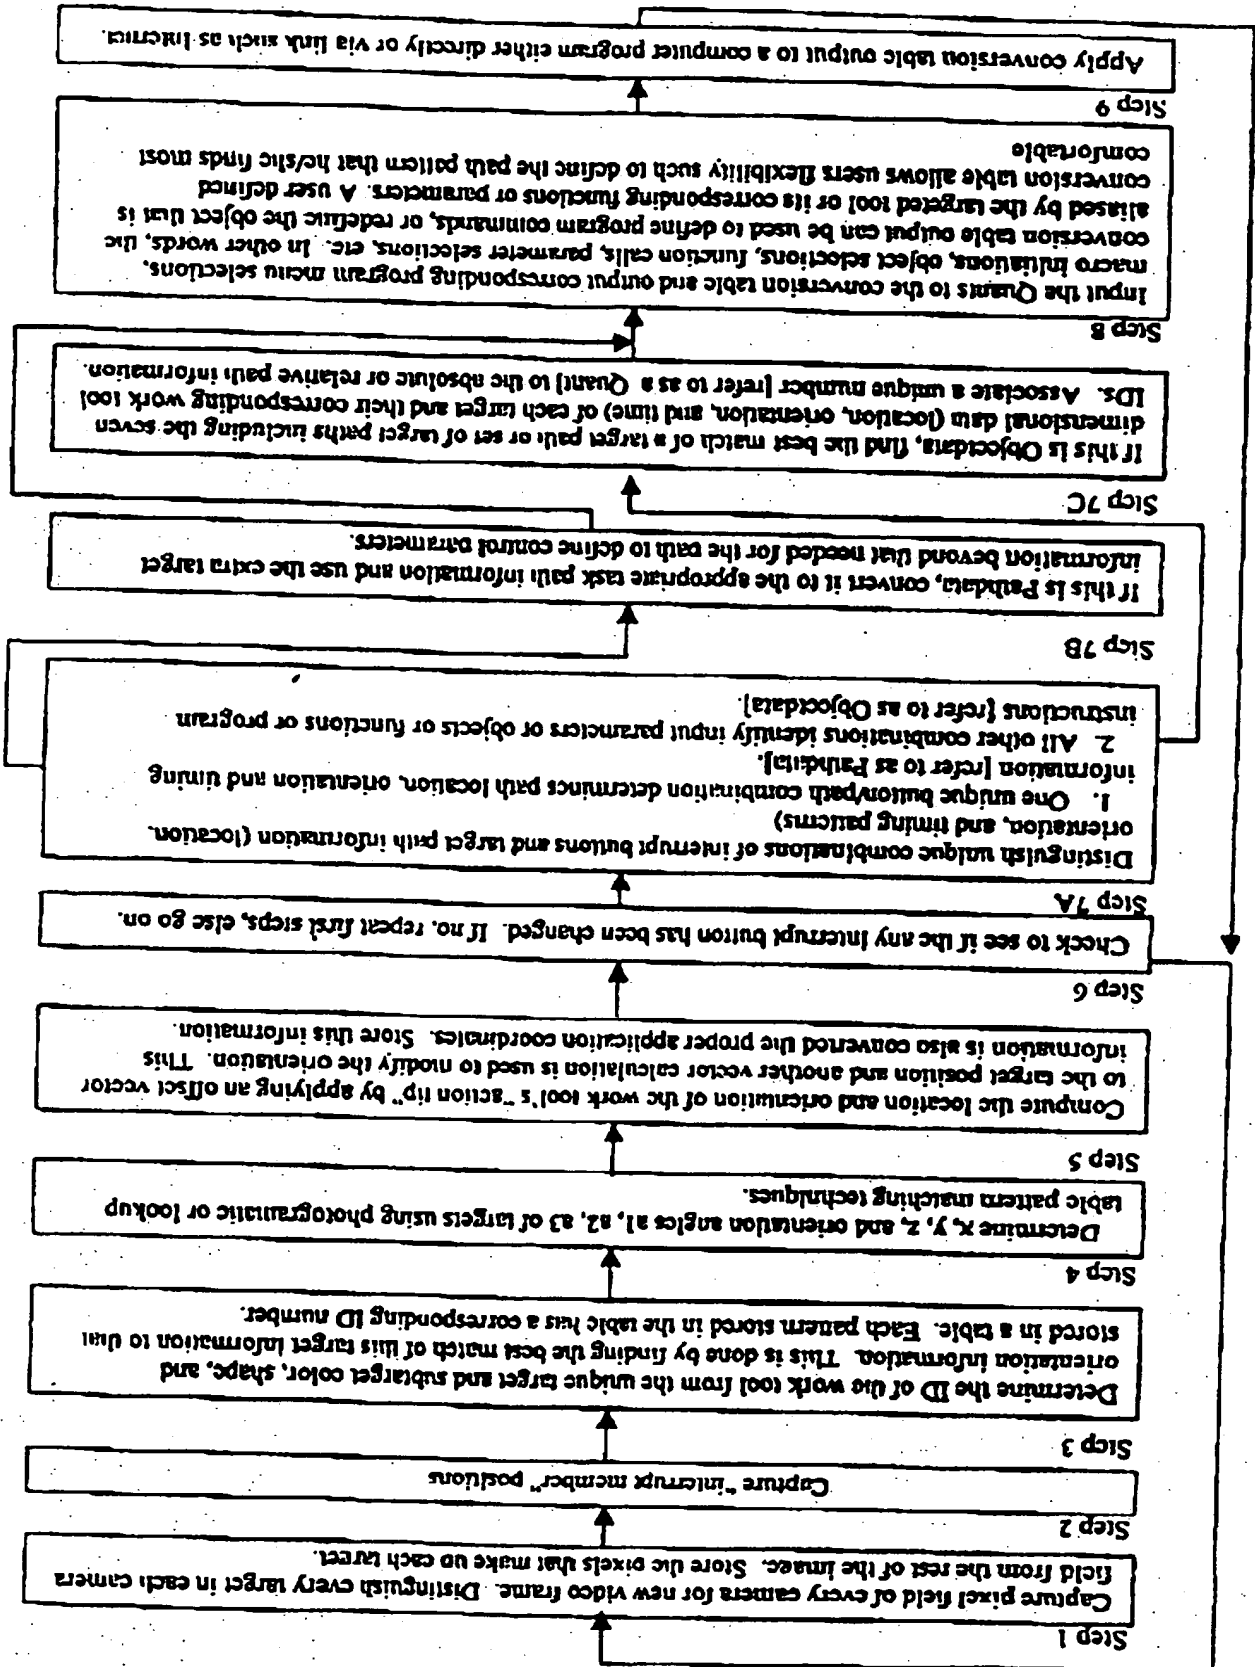 Step 1
Capture pixel field of every camera for new video frame. Distinguish every target in each camera
field from the rest of the image. Store the pixels that make up each target.
Step 2
Capture "interrupt member" positions
Step 3
Determine the ID of the work tool from the unique target and subtarget color, shape, and
orientation information. This is done by finding the best match of this target information to that
stored in a table. Each pattern stored in the table has a corresponding ID number.
Step 4
Determine x, y, z, and orientation angles a1, a2, a3 of targets using photogramatic or lookup
table pattern matching techniques.
Step 5
Compute the location and orientation of the work tool's "action tip" by applying an offset vector
to the target position and another vector calculation is used to modify the orientation. This
information is also converted the proper application coordinates. Store this information.
Step 6
Check to see if the any interrupt button has been changed. If no, repeat first steps, else go on.
Step 7A
Distinguish unique combinations of interrupt buttons and target path information (location,
orientation, and timing patterns)
1. One unique button/path combination determines path location, orientation and timing
information [refer to as Pathdata].
2. All other combinations identify input parameters or objects or functions or program
instructions [refer to as Objectdata].
Step 7B
If this is Pathdata, convert it to the appropriate task path information and use the extra target
information beyond that needed for the path to define control parameters.
Step 7C
If this is Objectdata, find the best match of a target path or set of target paths including the seven
dimensional data (location, orientation, and time) of each target and their corresponding work tool
IDs. Associate a unique number [refer to as a Quant] to the absolute or relative path information.
Step 8
Input the Quants to the conversion table and output corresponding program menu selections,
macro initiations, object selections, function calls, parameter selections, etc. In other words, the
conversion table output can be used to define program commands, or redefine the object that is
aliased by the targeted tool or its corresponding functions or parameters. A user defined
conversion table allows users flexibility such to define the path pattern that he/she finds most
comfortable
Step 9
Apply conversion table output to a computer program either directly or via link such as Internet.